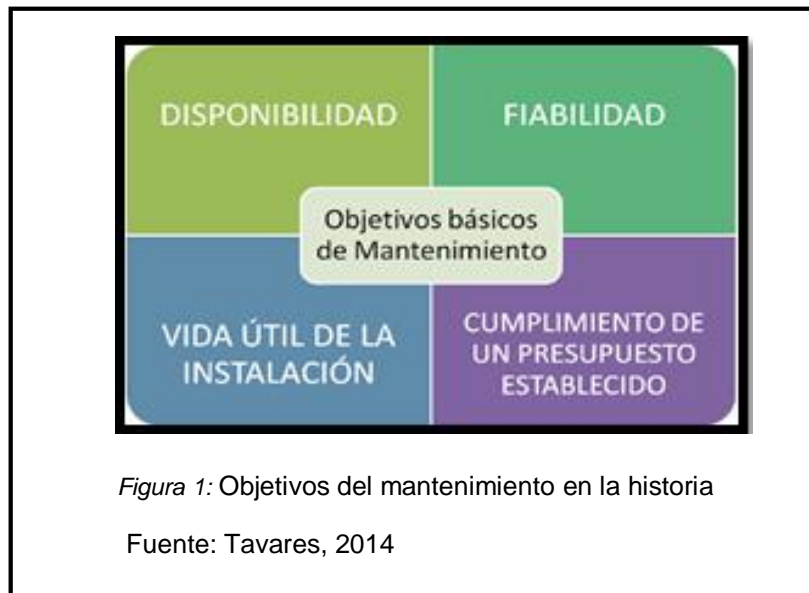 DISPONIBILIDAD
FIABILIDAD
Objetivos básicos
de Mantenimiento
VIDA ÚTIL DE LA
INSTALACIÓN
CUMPLIMIENTO DE
UN PRESUPUESTO
ESTABLECIDO
Figura 1: Objetivos del mantenimiento en la historia
Fuente: Tavares, 2014